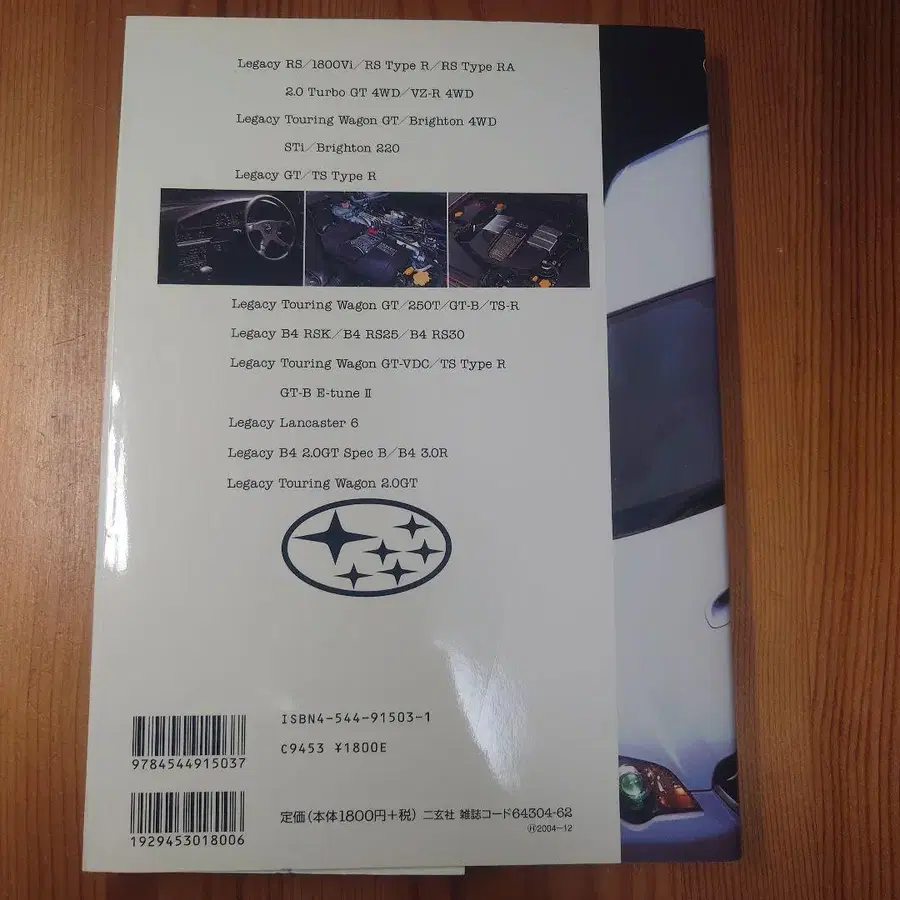 Legacy RS/1800Vi/RS Type R/RS Type RA
2.0 Turbo GT 4WD/VZ-R 4WD
Legacy Touring Wagon GT/Brighton 4WD
STi/Brighton 220
Legacy GT/TS Type R
Legacy Touring Wagon GT/250T/GT-B/TS-R
Legacy B4 RSK/B4 RS25/B4 RS30
Legacy Touring Wagon GT-VDC/TS Type R
GT-B E-tune Ⅱ
Legacy Lancaster 6
Legacy B4 2.0GT Spec B/B4 3.0R
Legacy Touring Wagon 2.0GT
ISBN4-544-91503-1
C9453 ¥1800E
9784544915037
1929453018006
定価(本体1800円+税) 二玄社 雑誌コード64304-62
Ⓗ2004-12